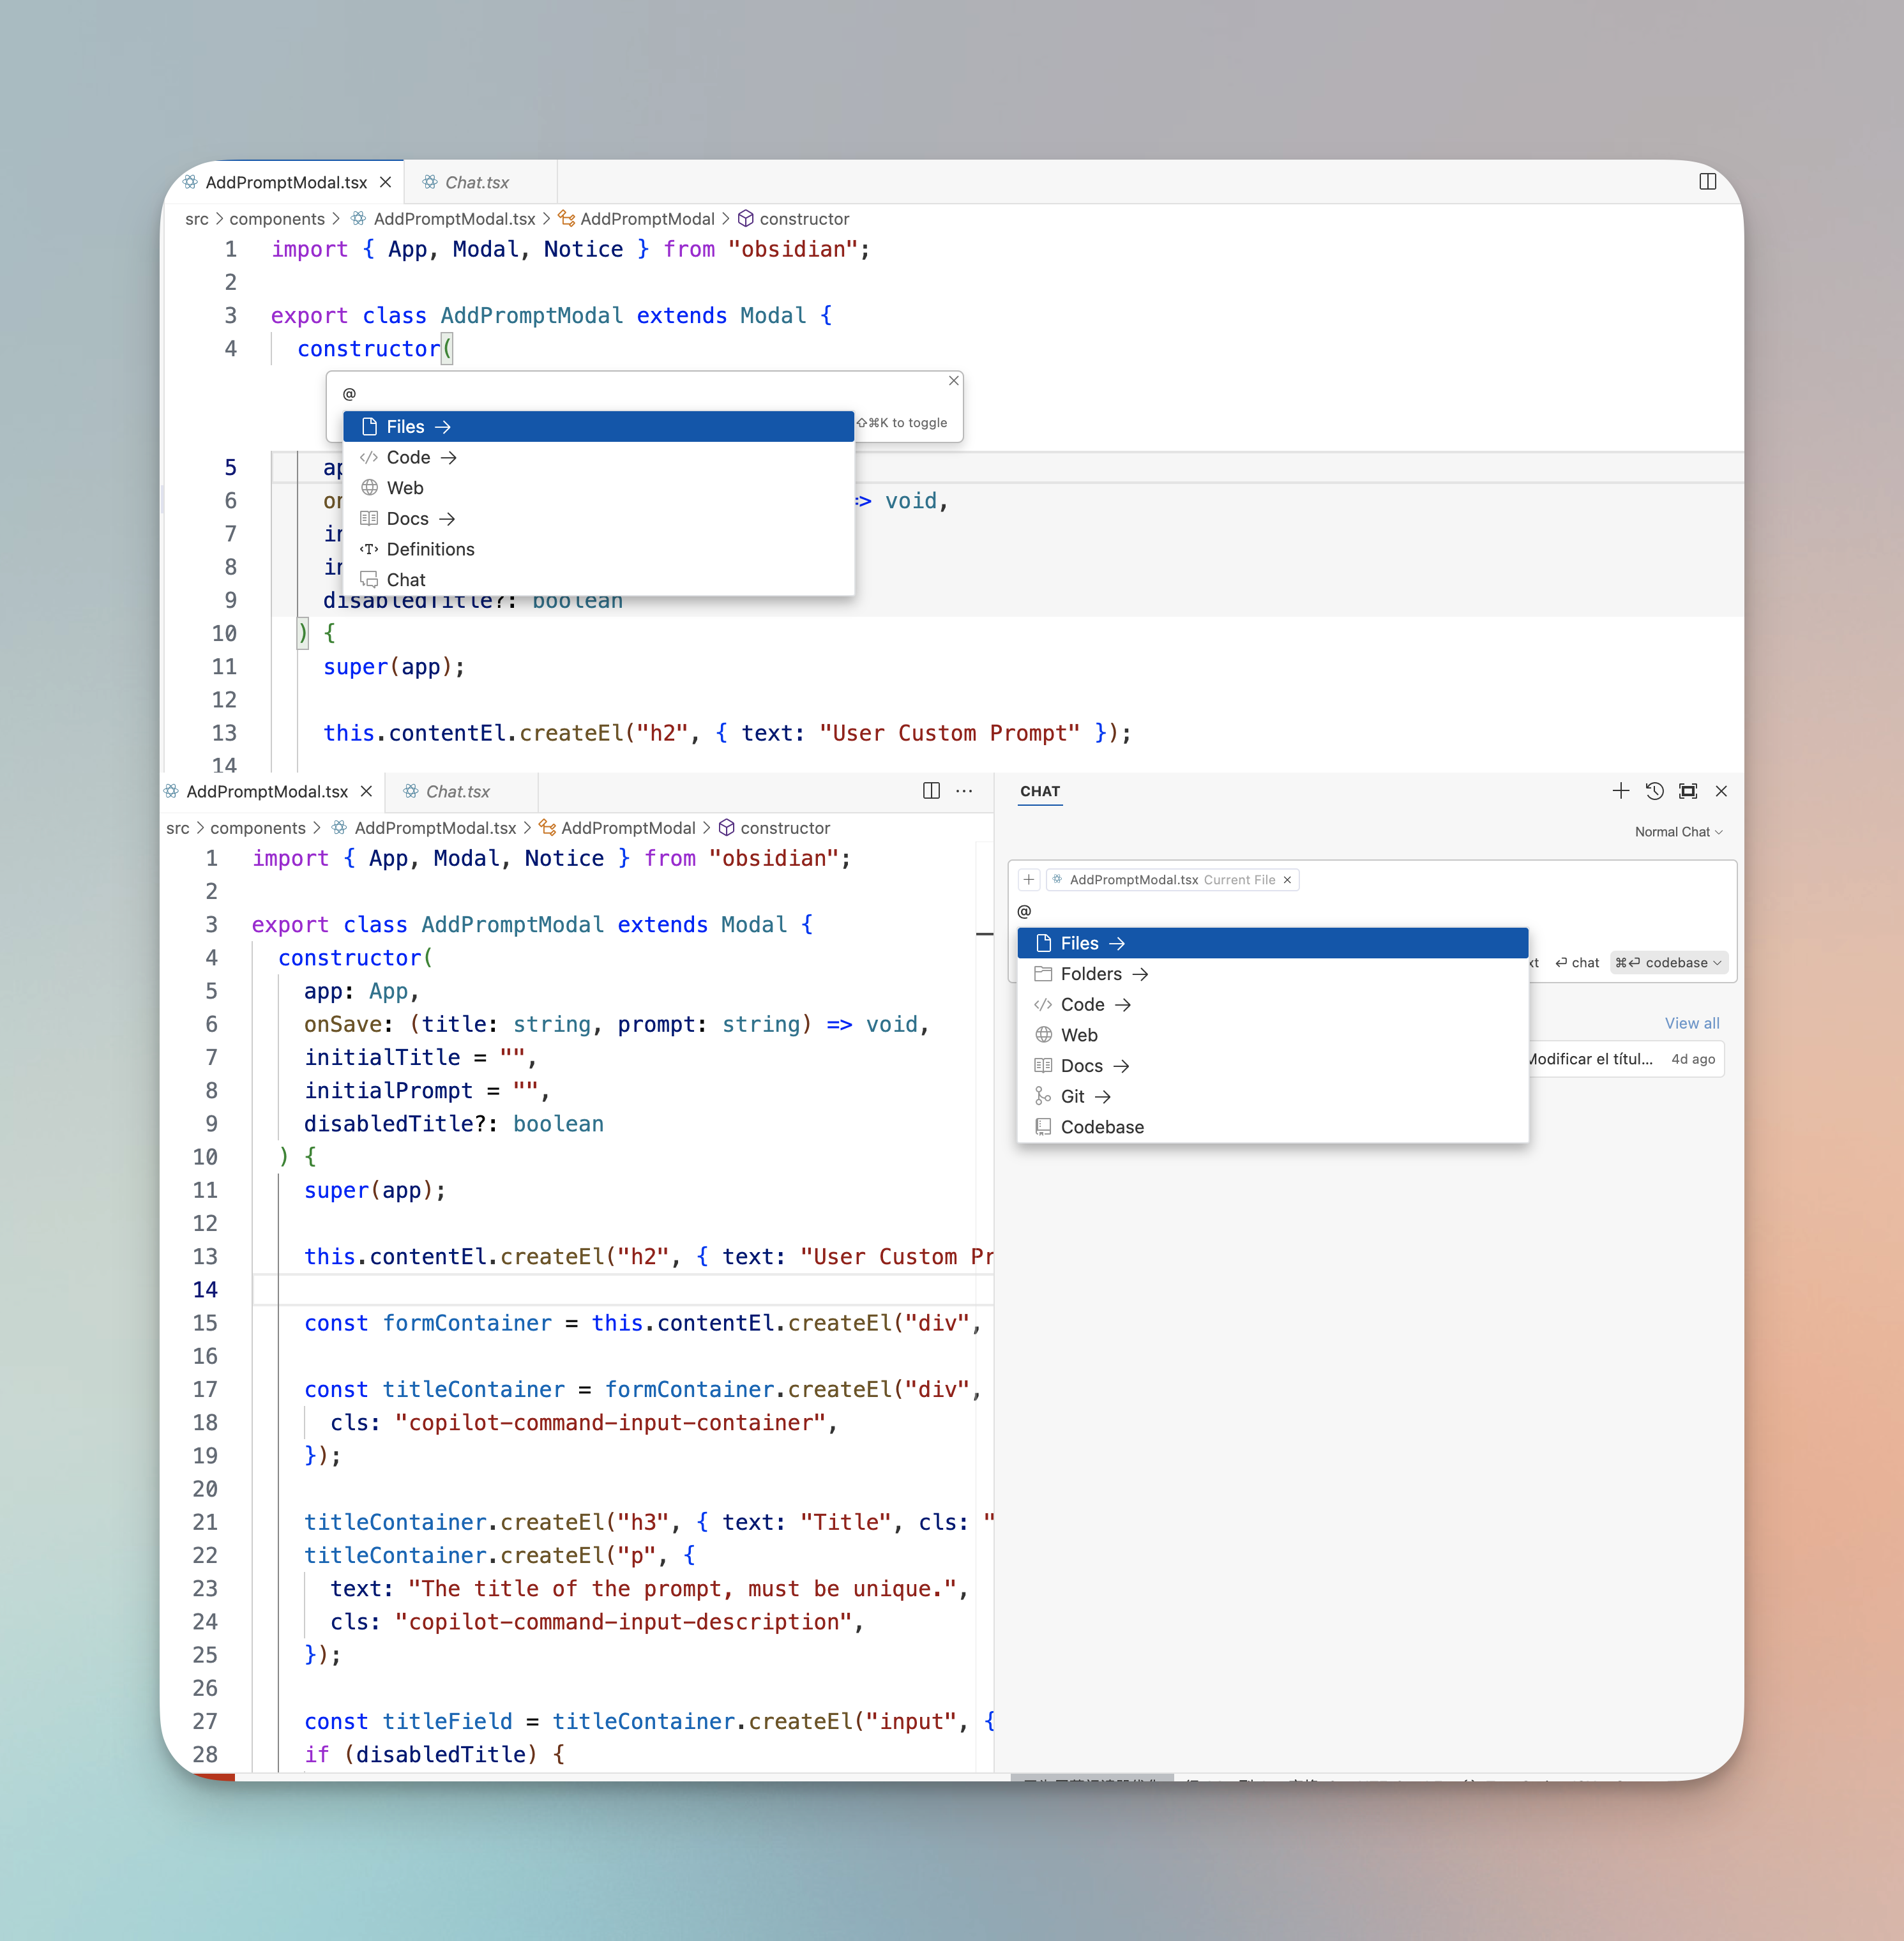 AddPromptModal.tsx
Chat.tsx
src > components > AddPromptModal.tsx > AddPromptModal > constructor
1 import { App, Modal, Notice } from "obsidian";
2
3 export class AddPromptModal extends Modal {
4 constructor(
@
⇧⌘K to toggle
Files →
Code →
Web
Docs →
Definitions
Chat
5
6 => void,
7
8
9 disabledTitle?: boolean
10 ) {
11 super(app);
12
13 this.contentEl.createEl("h2", { text: "User Custom Prompt" });
14
AddPromptModal.tsx
Chat.tsx
src > components > AddPromptModal.tsx > AddPromptModal > constructor
1 import { App, Modal, Notice } from "obsidian";
2
3 export class AddPromptModal extends Modal {
4 constructor(
5 app: App,
6 onSave: (title: string, prompt: string) => void,
7 initialTitle = "",
8 initialPrompt = "",
9 disabledTitle?: boolean
10 ) {
11 super(app);
12
13 this.contentEl.createEl("h2", { text: "User Custom Pr
14
15 const formContainer = this.contentEl.createEl("div",
16
17 const titleContainer = formContainer.createEl("div",
18 cls: "copilot-command-input-container",
19 });
20
21 titleContainer.createEl("h3", { text: "Title", cls: "
22 titleContainer.createEl("p", {
23 text: "The title of the prompt, must be unique.",
24 cls: "copilot-command-input-description",
25 });
26
27 const titleField = titleContainer.createEl("input", {
28 if (disabledTitle) {
CHAT
Normal Chat
AddPromptModal.tsx Current File
@
Files →
Folders →
Code →
Web
Docs →
Git →
Codebase
⏎ chat ⌘⏎ codebase
View all
Modificar el títul... 4d ago